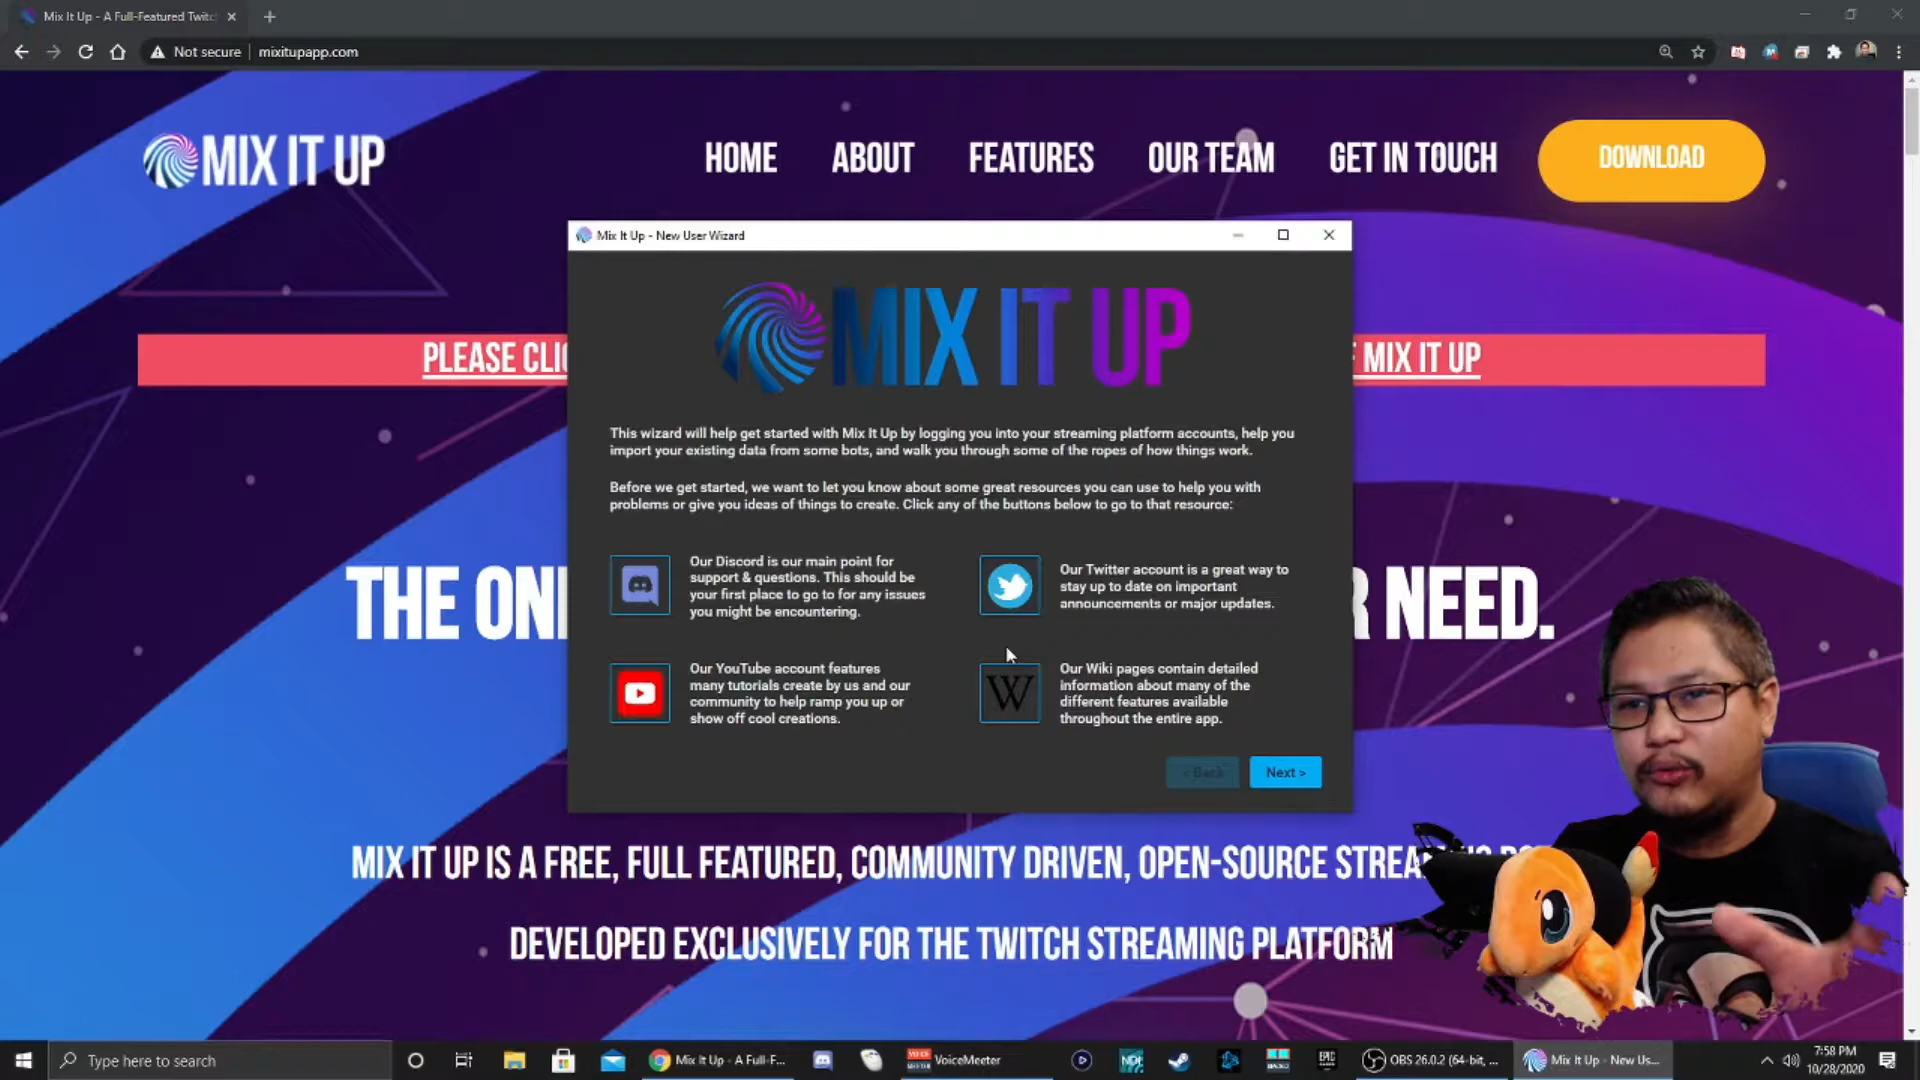 Mix It Up - A Full-Featured Twitc
Not secure
mixitupapp.com
MIX IT UP
HOME
ABOUT
FEATURES
OUR TEAM
GET IN TOUCH
DOWNLOAD
Mix It Up - New User Wizard
MIX IT UP
PLEASE CLIC
F MIX IT UP
This wizard will help get started with Mix It Up by logging you into your streaming platform accounts, help you
import your existing data from some bots, and walk you through some of the ropes of how things work.
Before we get started, we want to let you know about some great resources you can use to help you with
problems or give you ideas of things to create. Click any of the buttons below to go to that resource:
Our Discord is our main point for
support & questions. This should be
your first place to go to for any issues
you might be encountering.
Our Twitter account is a great way to
stay up to date on important
announcements or major updates.
THE ON
R NEED.
Our YouTube account features
many tutorials create by us and our
community to help ramp you up or
show off cool creations.
W
Our Wiki pages contain detailed
information about many of the
different features available
throughout the entire app.
< Back
Next >
MIX IT UP IS A FREE, FULL FEATURED, COMMUNITY DRIVEN, OPEN-SOURCE STREA
DEVELOPED EXCLUSIVELY FOR THE TWITCH STREAMING PLATFORM
Type here to search
Mix It Up - A Full-F...
VoiceMeeter
NDI
EPIC
OBS 26.0.2 (64-bit, ...
Mix It Up - New Us...
7:58 PM
10/28/2020